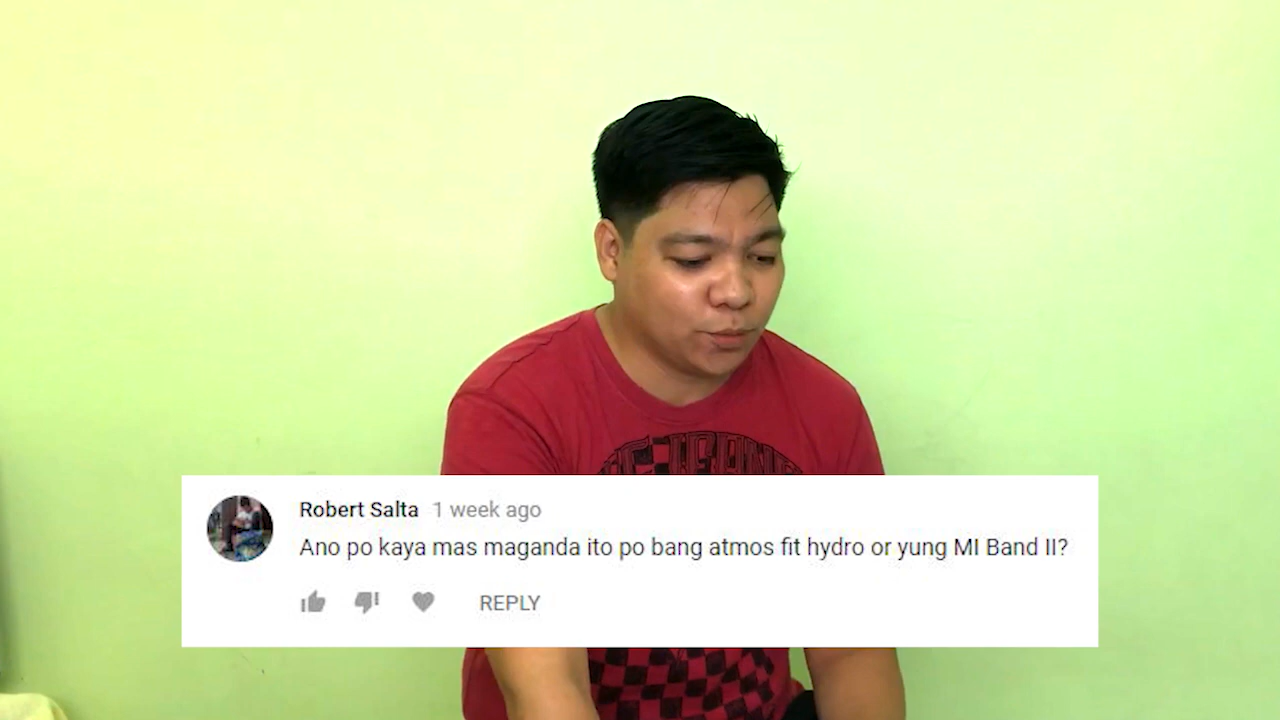 Robert Salta 1 week ago
Ano po kaya mas maganda ito po bang atmos fit hydro or yung MI Band II?
REPLY